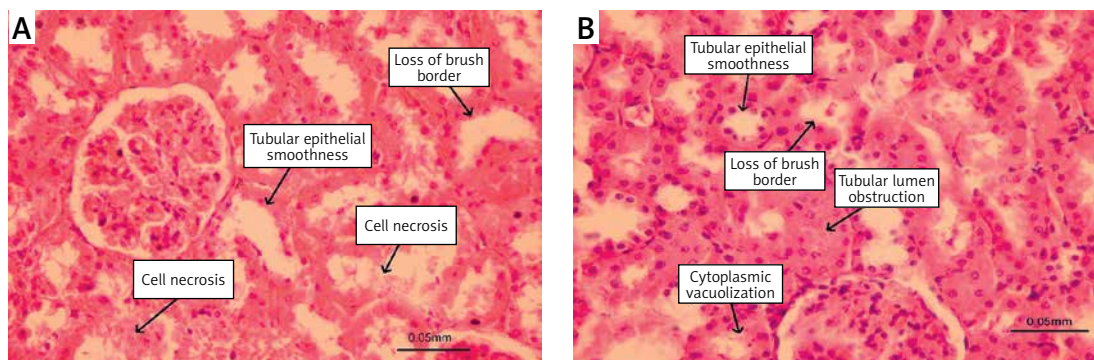 A
Loss of brush
border
Tubular epithelial
smoothness
Cell necrosis
Cell necrosis
0.05mm
B
Tubular epithelial
smoothness
Loss of brush
border
Tubular lumen
obstruction
Cytoplasmic
vacuolization
0.05mm